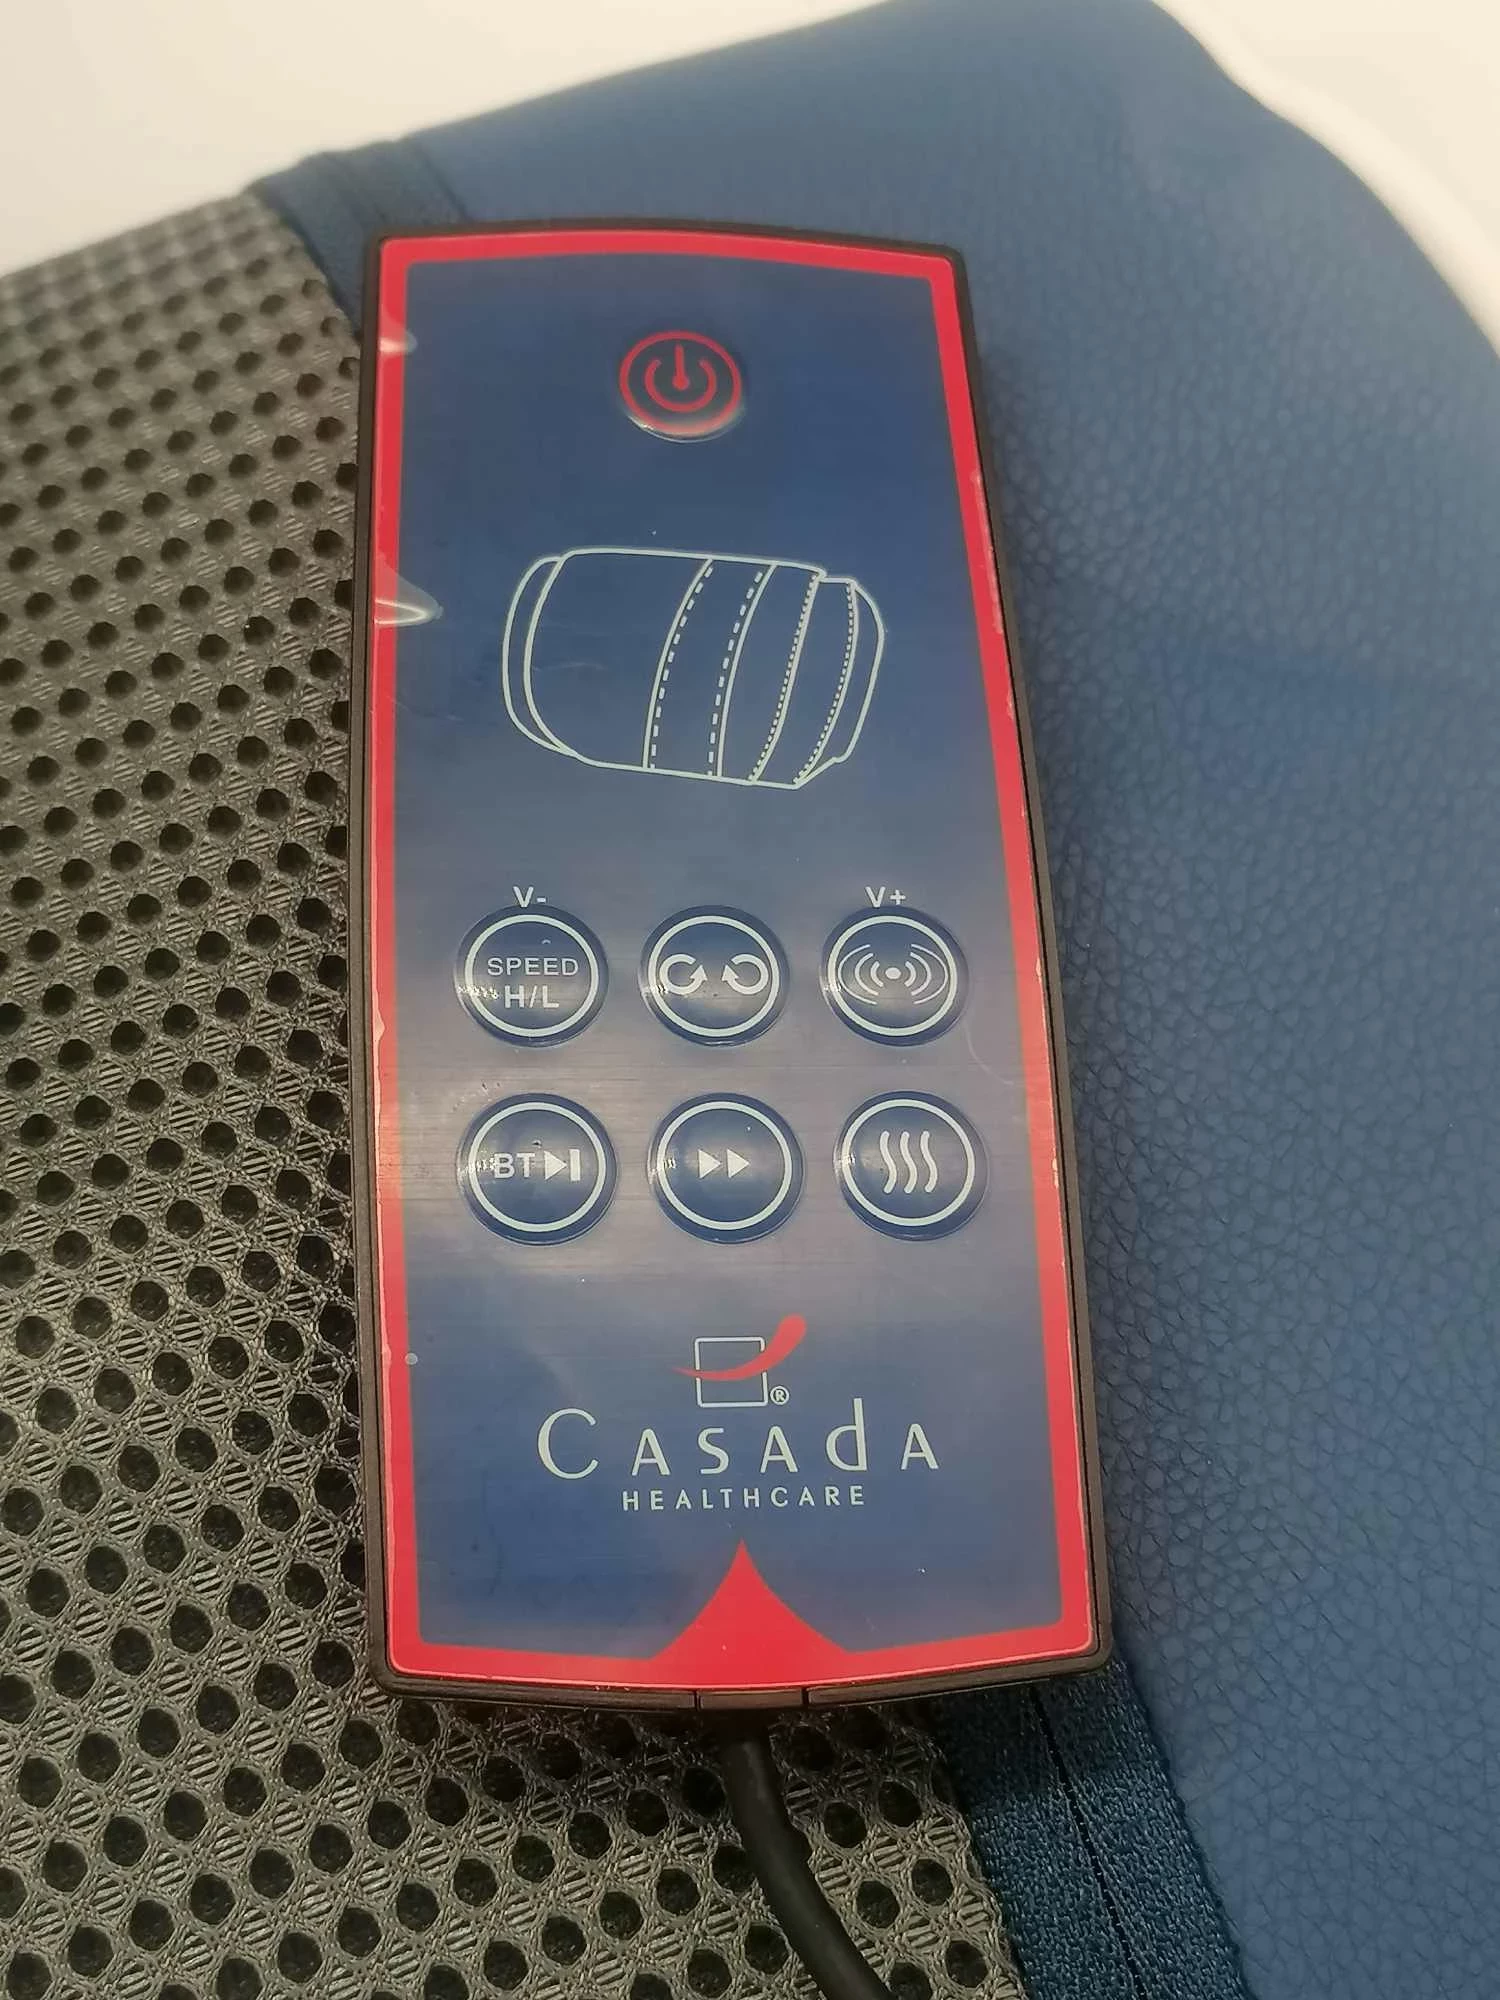 V-
V+
SPEED
H/L
BT
®
CASAdA
HEALTHCARE